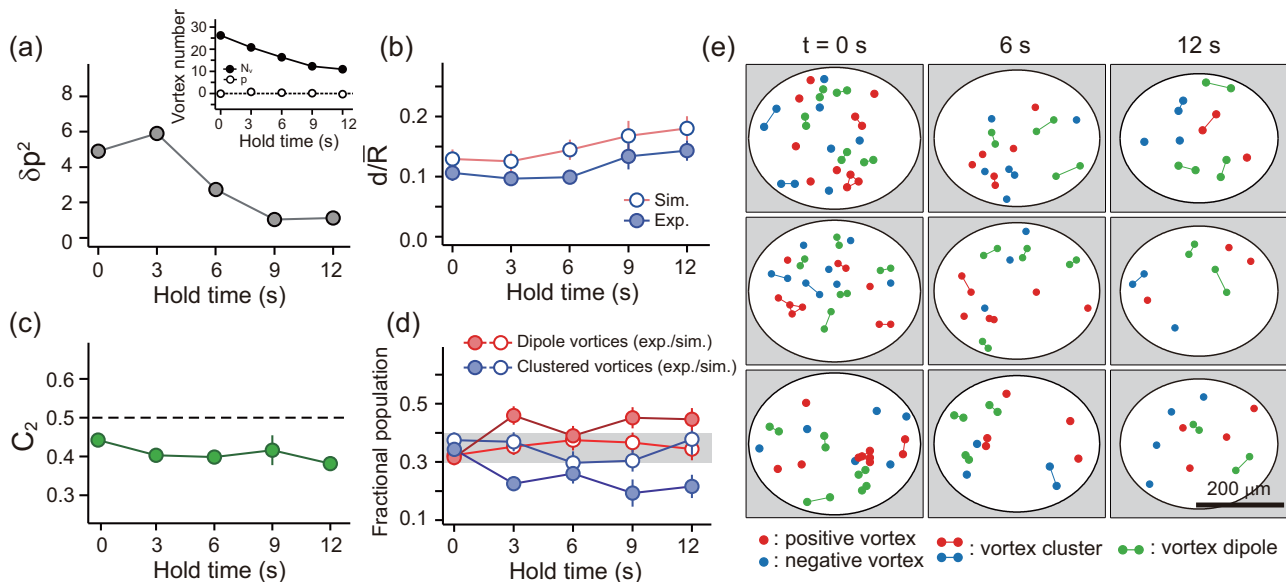 (a)
δp²
8
6
4
2
0
0 3 6 9 12
Hold time (s)
Vortex number
30
20
10
0
Nᵥ
p
0 3 6 9 12
Hold time (s)
(b)
d/R̅
0.2
0.1
0.0
Sim.
Exp.
0 3 6 9 12
Hold time (s)
(c)
C₂
0.6
0.5
0.4
0.3
0 3 6 9 12
Hold time (s)
(d)
Dipole vortices (exp./sim.)
Clustered vortices (exp./sim.)
Fractional population
0.5
0.3
0.1
0 3 6 9 12
Hold time (s)
(e)
t = 0 s 6 s 12 s
200 μm
: positive vortex
: negative vortex
: vortex cluster
: vortex dipole